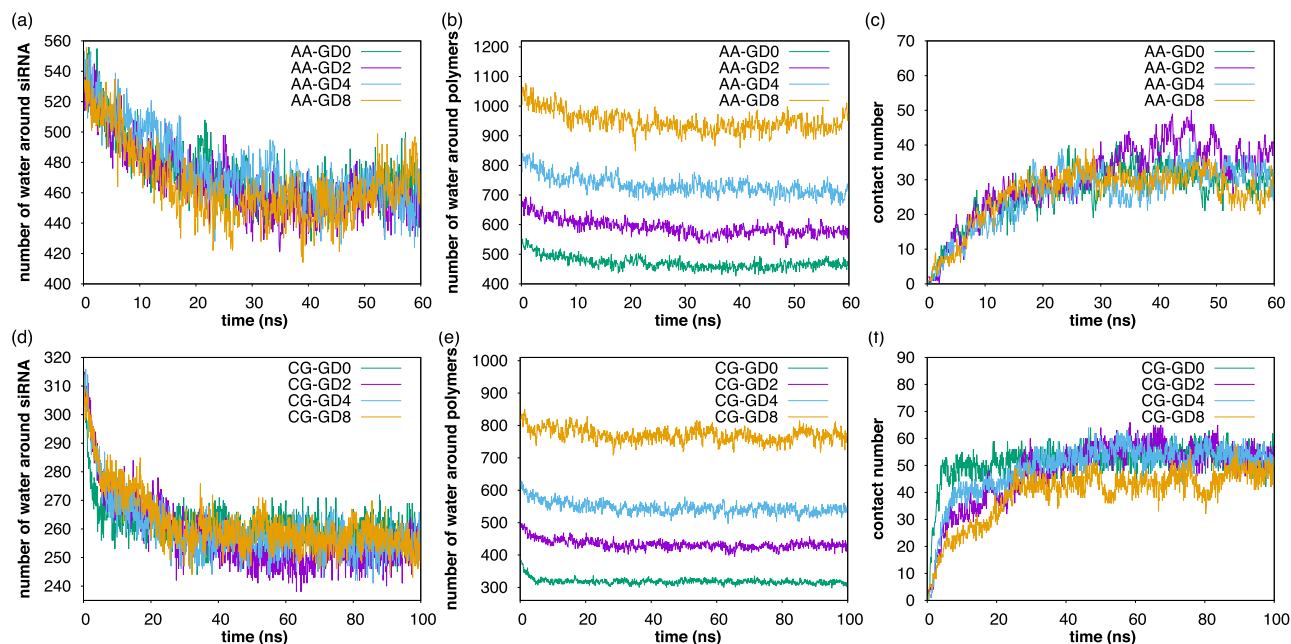 (a)
560
540
520
500
480
460
440
420
400
number of water around siRNA
AA-GD0
AA-GD2
AA-GD4
AA-GD8
0 10 20 30 40 50 60
time (ns)
(b)
1200
1100
1000
900
800
700
600
500
400
number of water around polymers
AA-GD0
AA-GD2
AA-GD4
AA-GD8
0 10 20 30 40 50 60
time (ns)
(c)
70
60
50
40
30
20
10
0
contact number
AA-GD0
AA-GD2
AA-GD4
AA-GD8
0 10 20 30 40 50 60
time (ns)
(d)
320
310
300
290
280
270
260
250
240
number of water around siRNA
CG-GD0
CG-GD2
CG-GD4
CG-GD8
0 20 40 60 80 100
time (ns)
(e)
1000
900
800
700
600
500
400
300
number of water around polymers
CG-GD0
CG-GD2
CG-GD4
CG-GD8
0 20 40 60 80 100
time (ns)
(f)
90
80
70
60
50
40
30
20
10
0
contact number
CG-GD0
CG-GD2
CG-GD4
CG-GD8
0 20 40 60 80 100
time (ns)